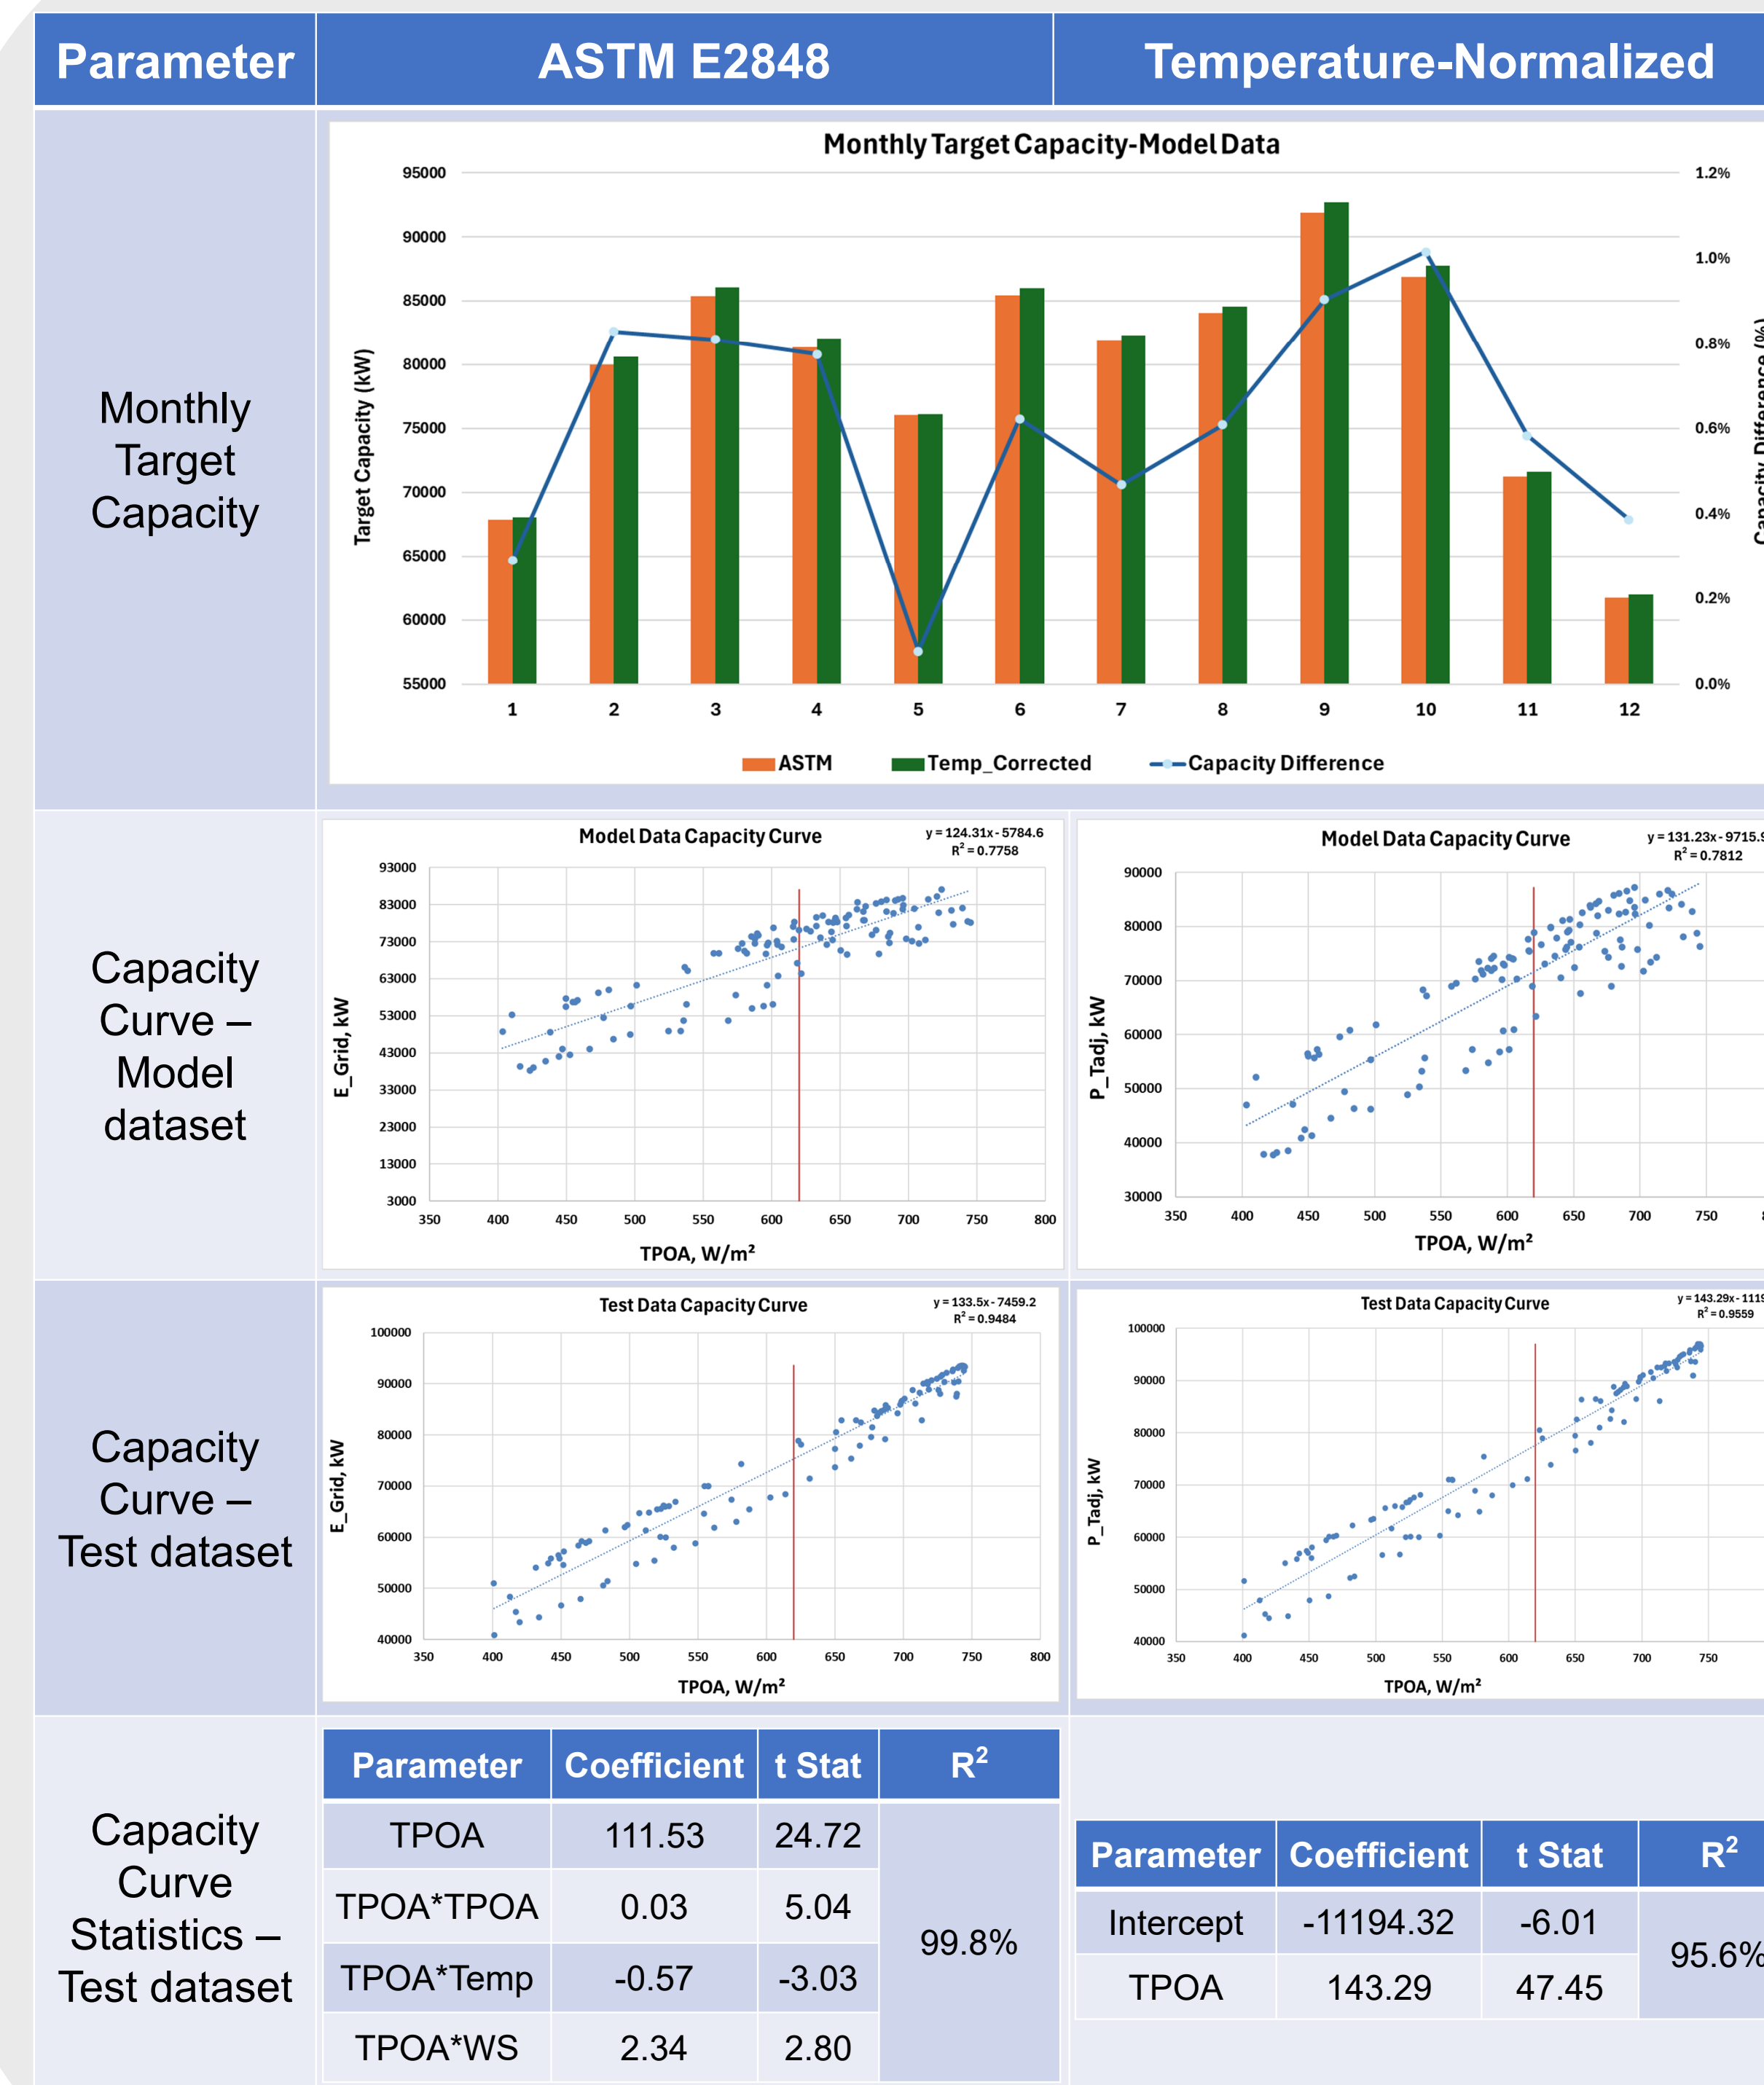 Parameter
ASTM E2848
Temperature-Normalized
Monthly
Target
Capacity
Monthly Target Capacity-Model Data
Target Capacity (kW)
95000
90000
85000
80000
75000
70000
65000
60000
55000
1.2%
1.0%
0.8%
0.6%
0.4%
0.2%
0.0%
Capacity Difference (%)
1 2 3 4 5 6 7 8 9 10 11 12
ASTM Temp_Corrected Capacity Difference
Capacity
Curve –
Model
dataset
Model Data Capacity Curve
y = 124.31x - 5784.6
R² = 0.7758
E_Grid, kW
93000
83000
73000
63000
53000
43000
33000
23000
13000
3000
350 400 450 500 550 600 650 700 750 800
TPOA, W/m²
Model Data Capacity Curve
y = 131.23x - 9715.9
R² = 0.7812
P_Tadj, kW
90000
80000
70000
60000
50000
40000
30000
350 400 450 500 550 600 650 700 750
TPOA, W/m²
Capacity
Curve –
Test dataset
Test Data Capacity Curve
y = 133.5x - 7459.2
R² = 0.9484
E_Grid, kW
100000
90000
80000
70000
60000
50000
40000
350 400 450 500 550 600 650 700 750 800
TPOA, W/m²
Test Data Capacity Curve
y = 143.29x - 1119
R² = 0.9559
P_Tadj, kW
100000
90000
80000
70000
60000
50000
40000
350 400 450 500 550 600 650 700 750
TPOA, W/m²
Capacity
Curve
Statistics –
Test dataset
Parameter Coefficient t Stat R²
TPOA 111.53 24.72
TPOA*TPOA 0.03 5.04
99.8%
TPOA*Temp -0.57 -3.03
TPOA*WS 2.34 2.80
Parameter Coefficient t Stat R²
Intercept -11194.32 -6.01
95.6%
TPOA 143.29 47.45